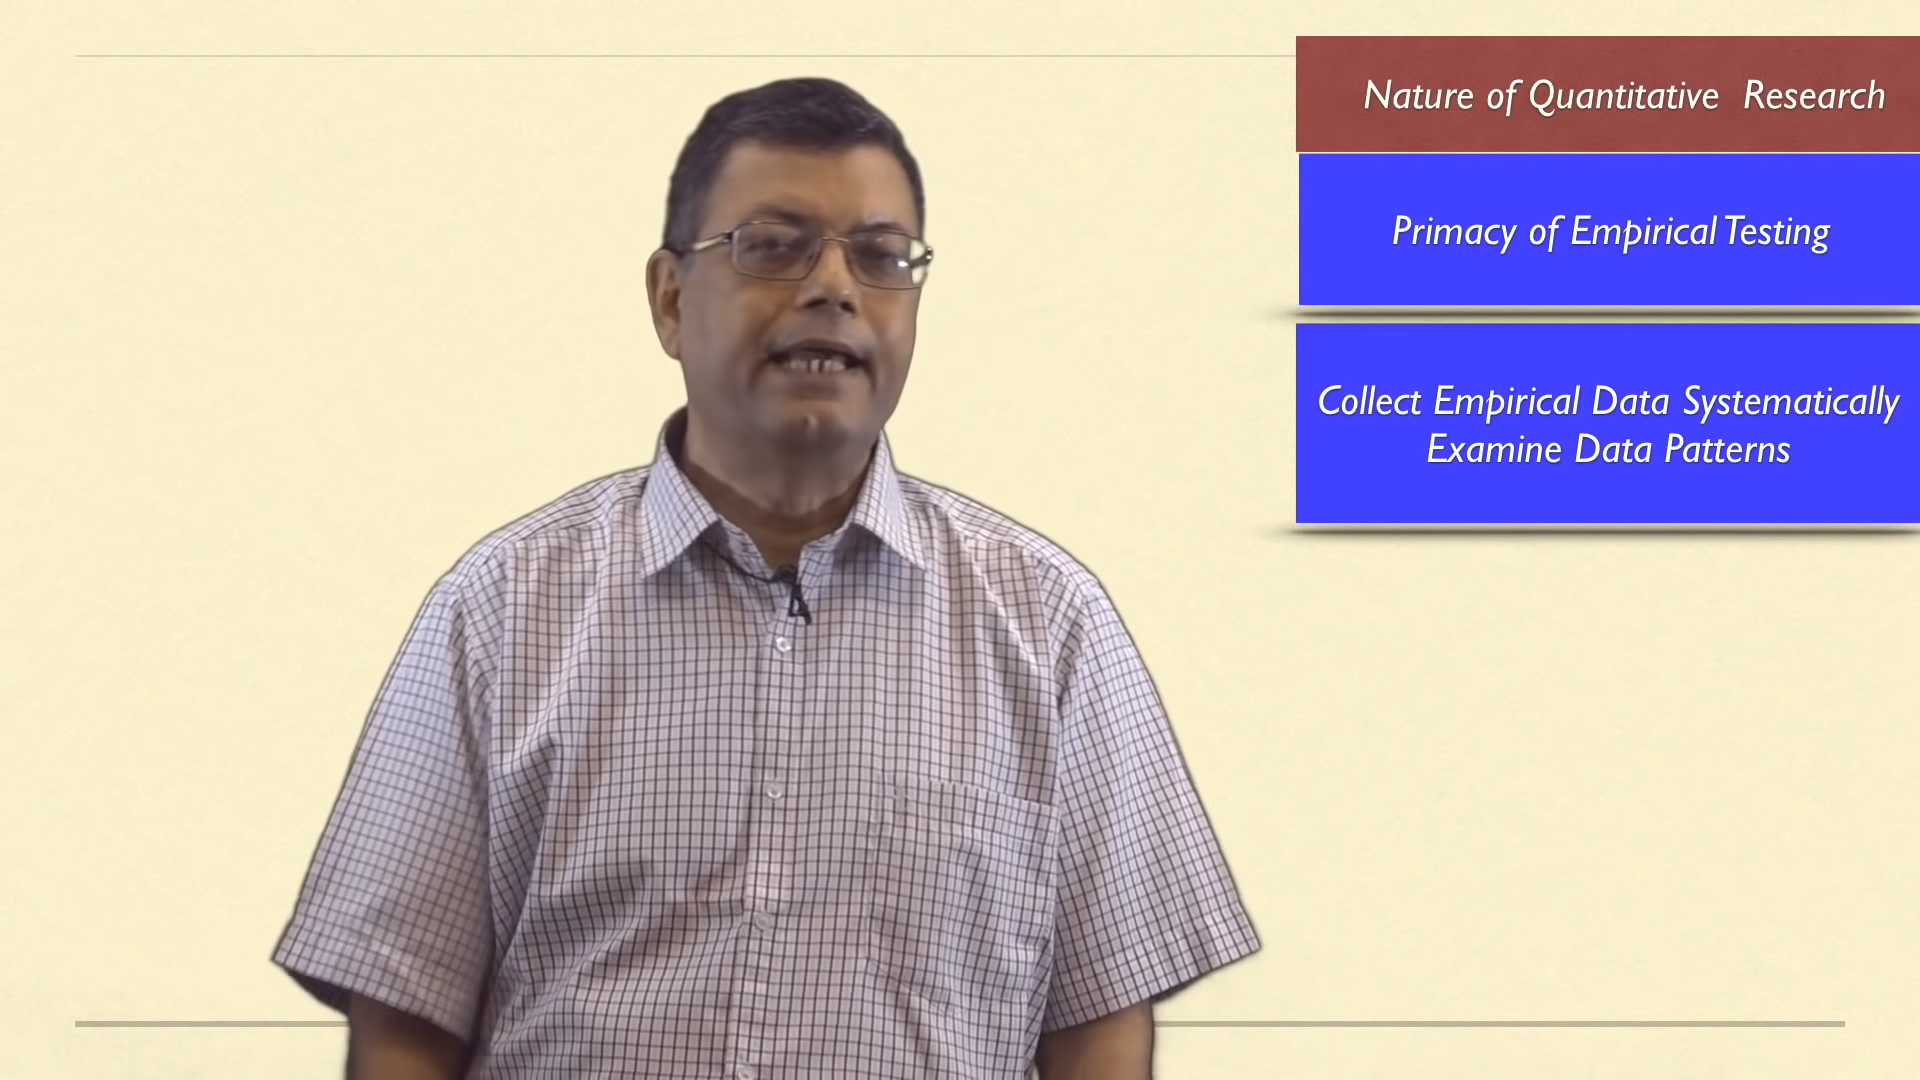 Nature of Quantitative Research
Primacy of Empirical Testing
Collect Empirical Data Systematically
Examine Data Patterns